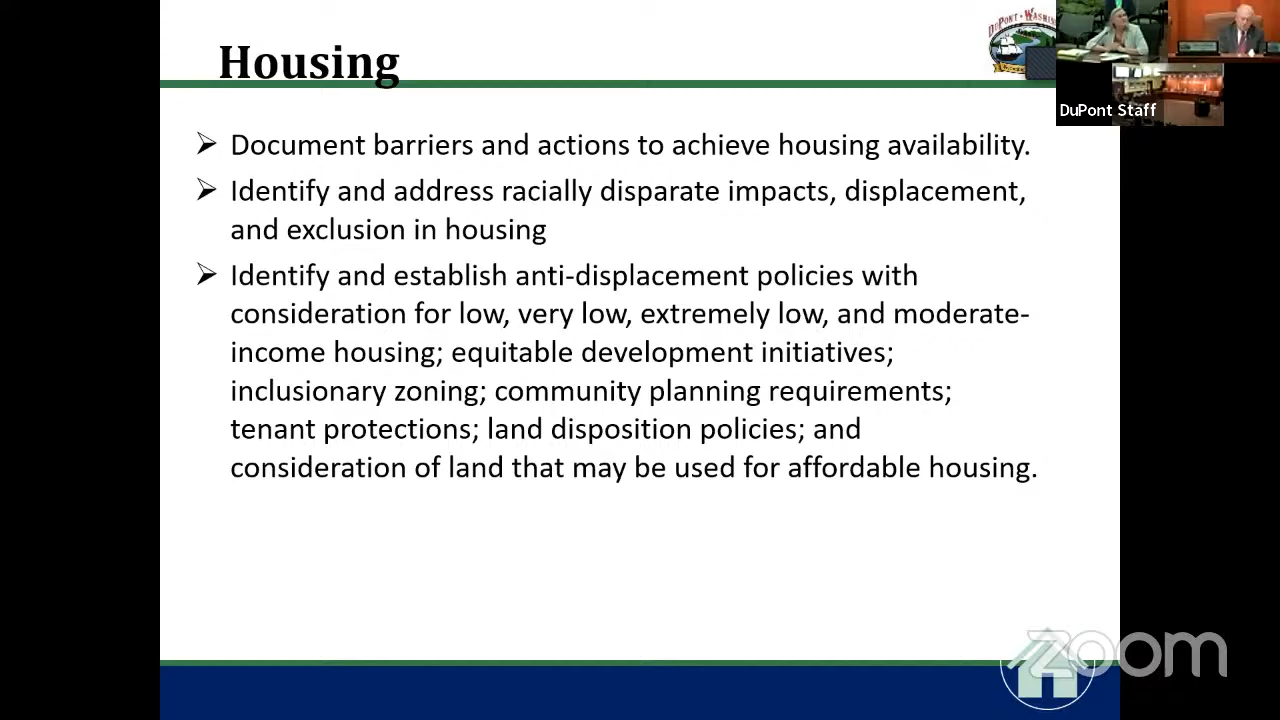 Housing
DuPONT • WASHIN
DuPont Staff
Document barriers and actions to achieve housing availability.
Identify and address racially disparate impacts, displacement,
and exclusion in housing
Identify and establish anti-displacement policies with
consideration for low, very low, extremely low, and moderate-
income housing; equitable development initiatives;
inclusionary zoning; community planning requirements;
tenant protections; land disposition policies; and
consideration of land that may be used for affordable housing.
zoom